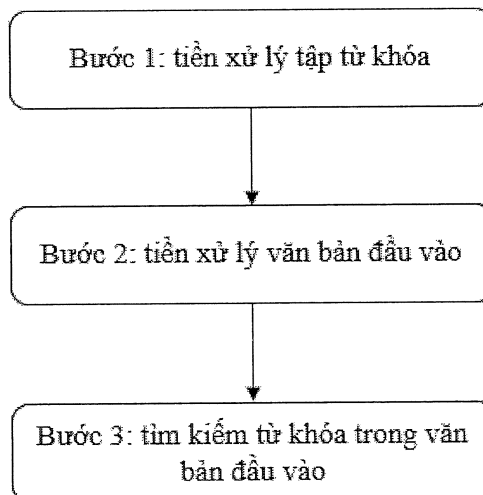 Bước 1: tiền xử lý tập từ khóa
Bước 2: tiền xử lý văn bản đầu vào
Bước 3: tìm kiếm từ khóa trong văn
bản đầu vào